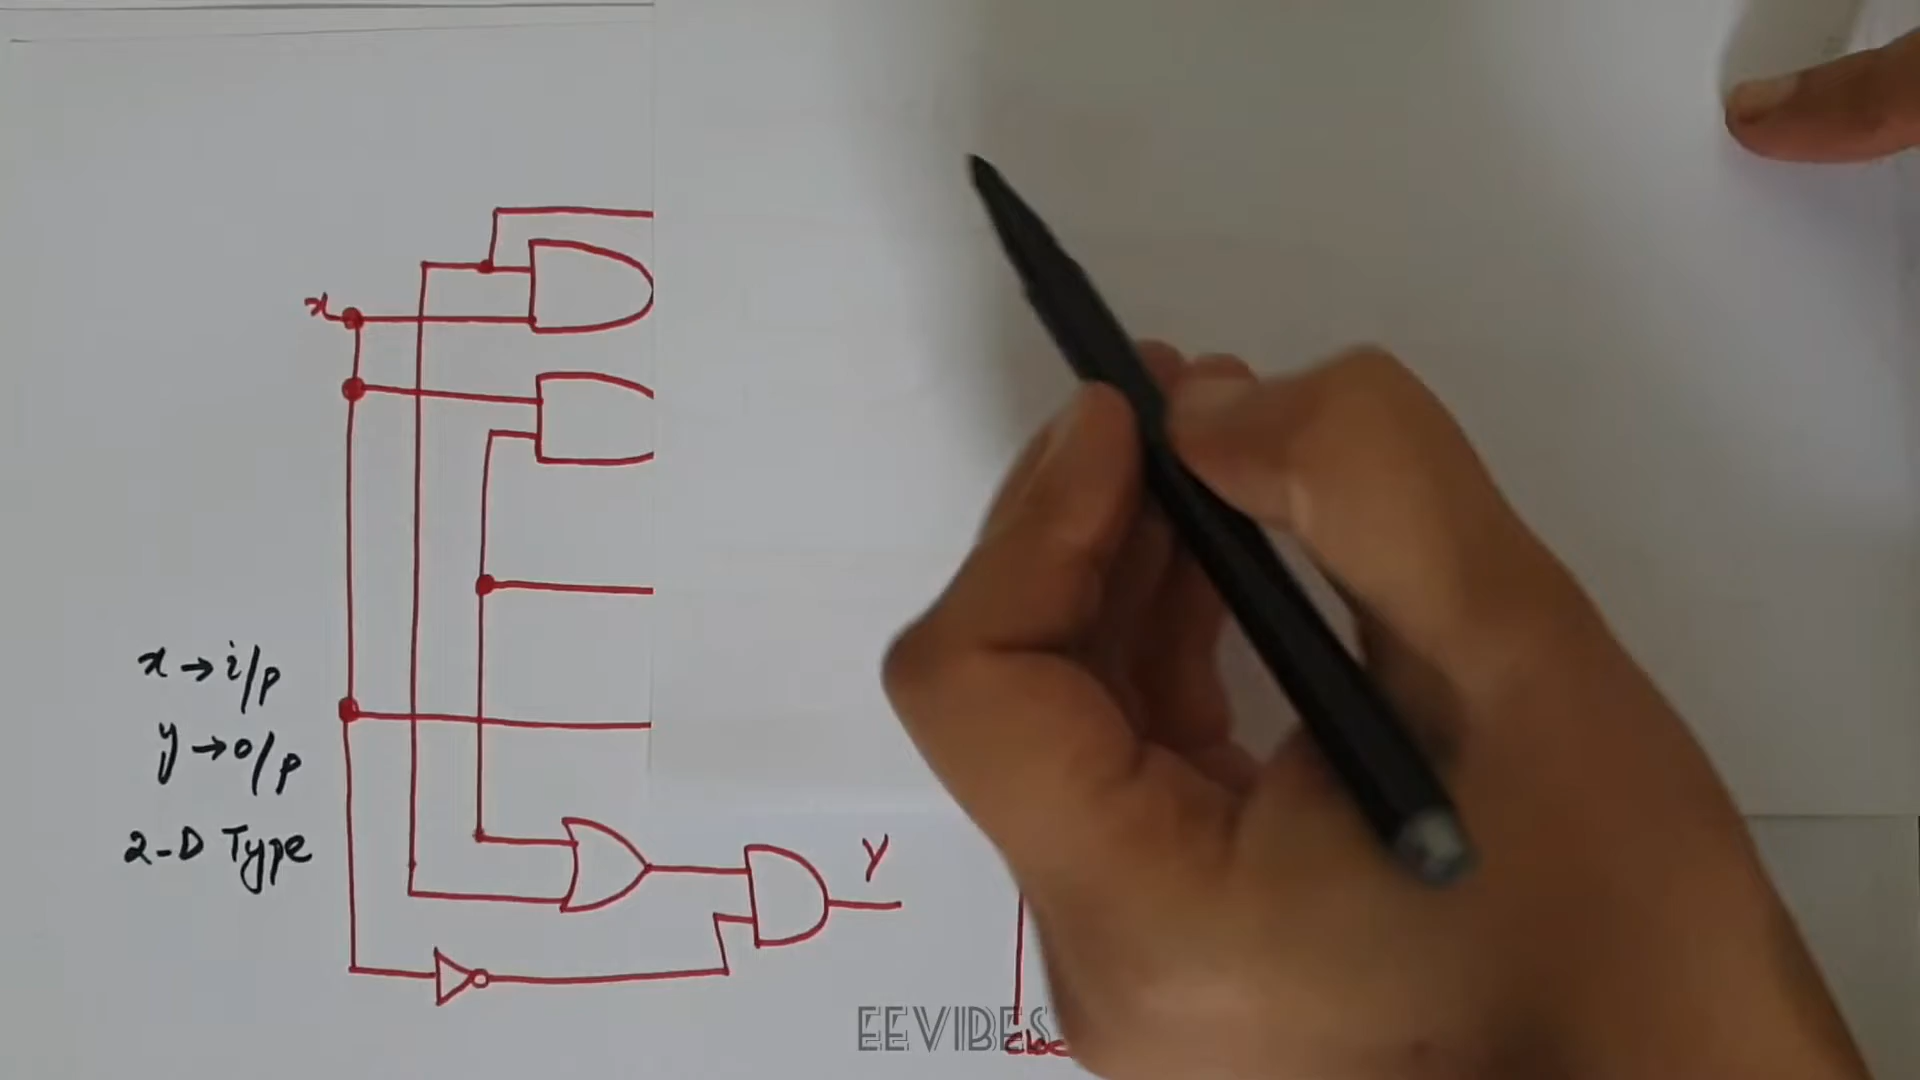 x
x → i/p
y → o/p
2-D Type
y
EEVIBES